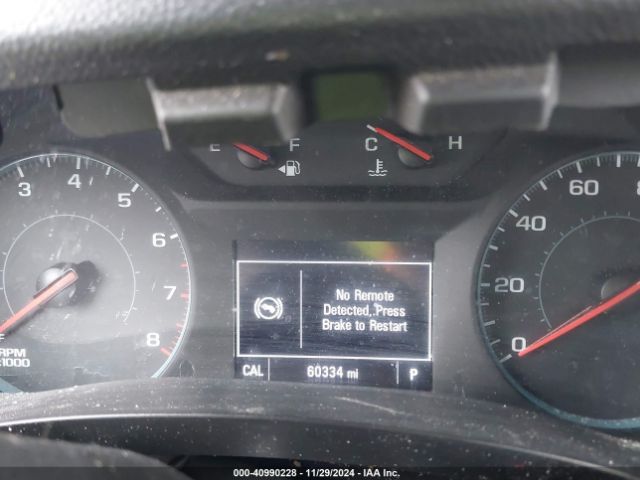 E F C H
3 4 5 6 7 8
RPM
1000
20 40 60
0
No Remote
Detected, Press
Brake to Restart
CAL 60334 mi P
000-40990228 - 11/29/2024 - IAA Inc.